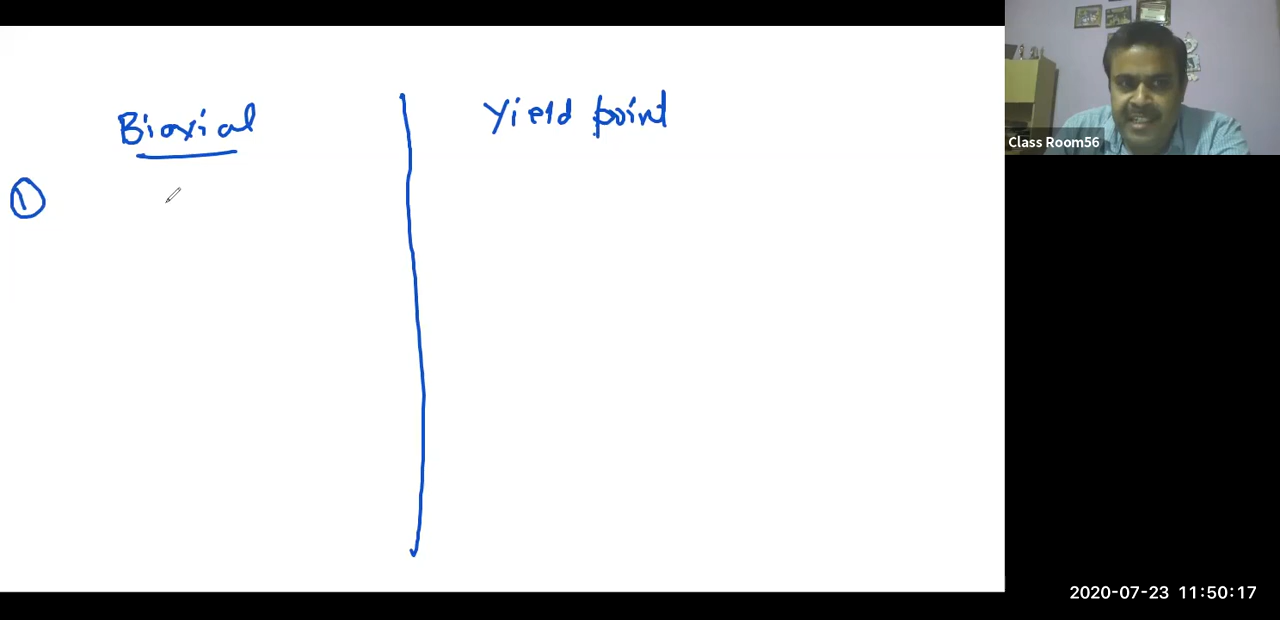 Biaxial
Yield point
①
Class Room56
2020-07-23 11:50:17